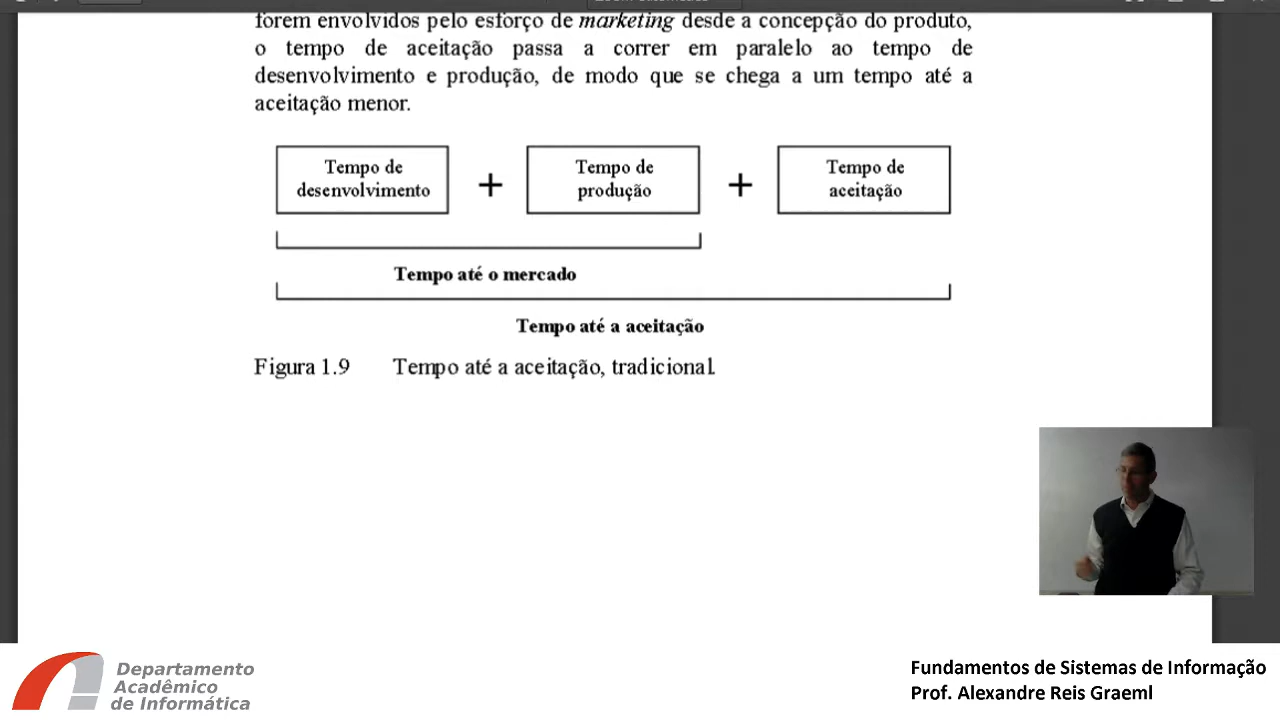 forem envolvidos pelo esforço de marketing desde a concepção do produto,
o tempo de aceitação passa a correr em paralelo ao tempo de
desenvolvimento e produção, de modo que se chega a um tempo até a
aceitação menor.
Tempo de
desenvolvimento
+
Tempo de
produção
+
Tempo de
aceitação
Tempo até o mercado
Tempo até a aceitação
Figura 1.9 Tempo até a aceitação, tradicional.
Departamento
Acadêmico
de Informática
Fundamentos de Sistemas de Informação
Prof. Alexandre Reis Graeml